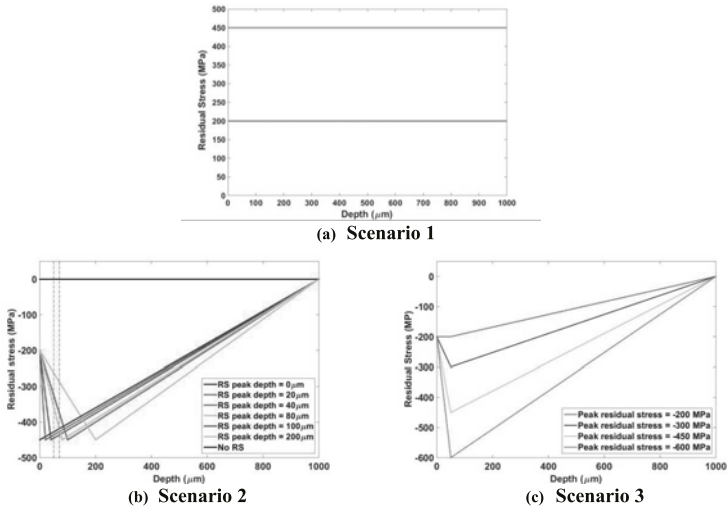 500
450
400
350
300
250
200
150
100
50
0
Residual Stress (MPa)
0 100 200 300 400 500 600 700 800 900 1000
Depth (μm)
(a) Scenario 1
0
-100
-200
-300
-400
-500
Residual stress (MPa)
RS peak depth = 0μm
RS peak depth = 20μm
RS peak depth = 40μm
RS peak depth = 80μm
RS peak depth = 100μm
RS peak depth = 200μm
No RS
0 200 400 600 800 1000
Depth (μm)
(b) Scenario 2
0
-100
-200
-300
-400
-500
-600
Residual stress (MP)
Peak residual stress = -200 MPa
Peak residual stress = -300 MPa
Peak residual stress = -450 MPa
Peak residual stress = -600 MPa
0 200 400 600 800 1000
Depth (μm)
(c) Scenario 3